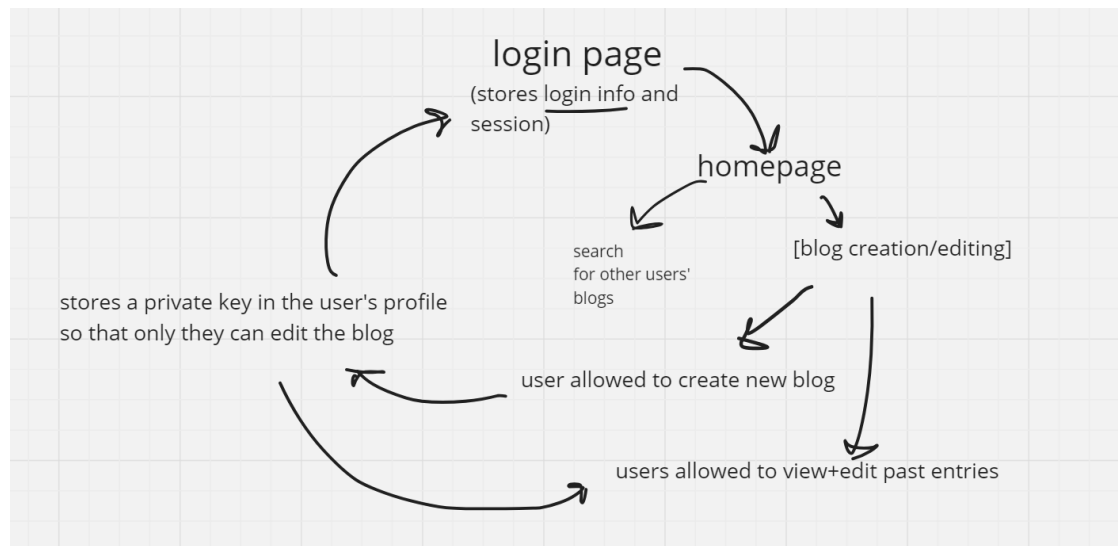 login page
(stores login info and
session)
homepage
search
for other users'
blogs
[blog creation/editing]
stores a private key in the user's profile
so that only they can edit the blog
user allowed to create new blog
users allowed to view+edit past entries